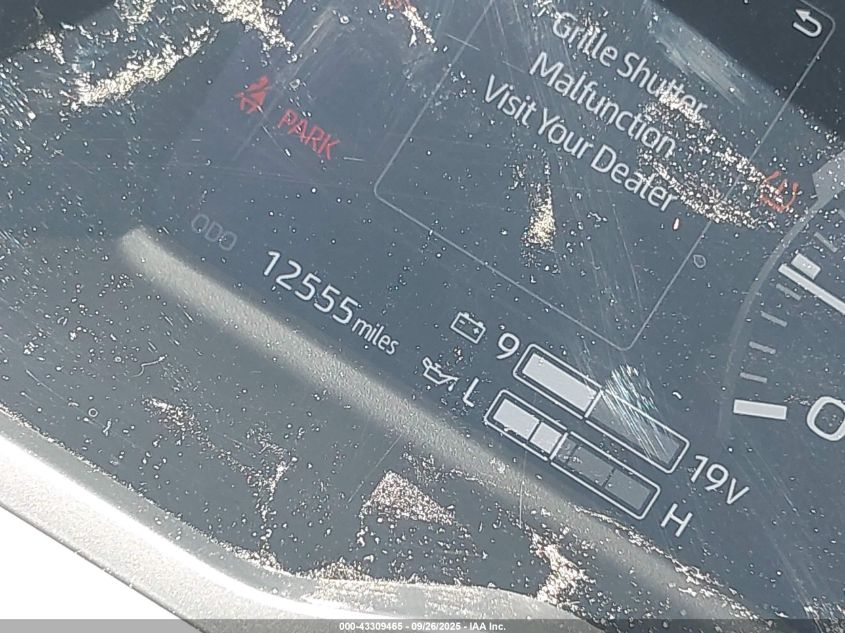 Grille Shutter
Malfunction
Visit Your Dealer
PARK
ODO
12555 miles
9
19V
L
H
0
000-43309465 - 09/26/2025 - IAA Inc.